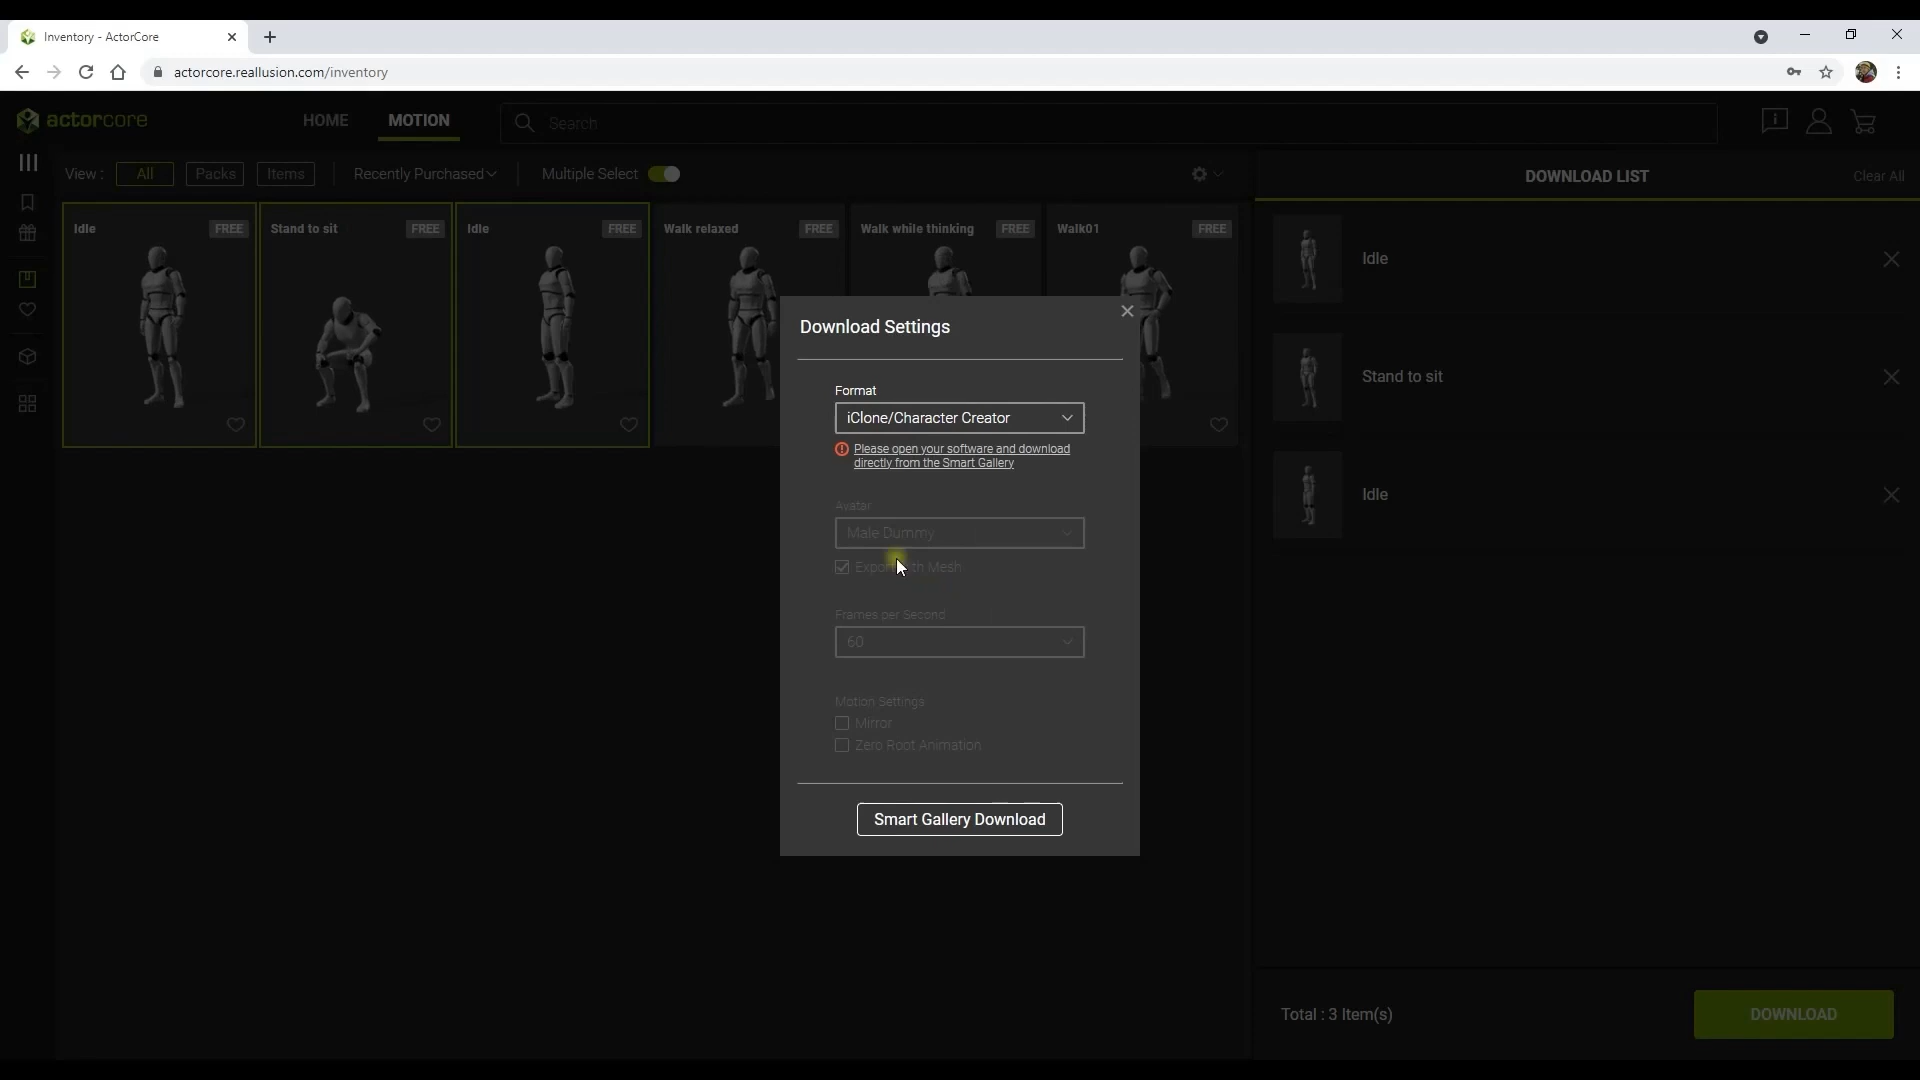 Inventory - ActorCore
actorcore.reallusion.com/inventory
actorcore
HOME
MOTION
Search
View :
All
Packs
Items
Recently Purchased
Multiple Select
DOWNLOAD LIST
Clear All
Idle
FREE
Stand to sit
FREE
Idle
FREE
Walk relaxed
FREE
Walk while thinking
FREE
Walk01
FREE
Idle
Stand to sit
Idle
Download Settings
Format
iClone/Character Creator
Please open your software and download
directly from the Smart Gallery
Avatar
Male Dummy
Mesh
Frames per Second
60
Motion Settings
Mirror
Zero Root Animation
Smart Gallery Download
Total : 3 Item(s)
DOWNLOAD